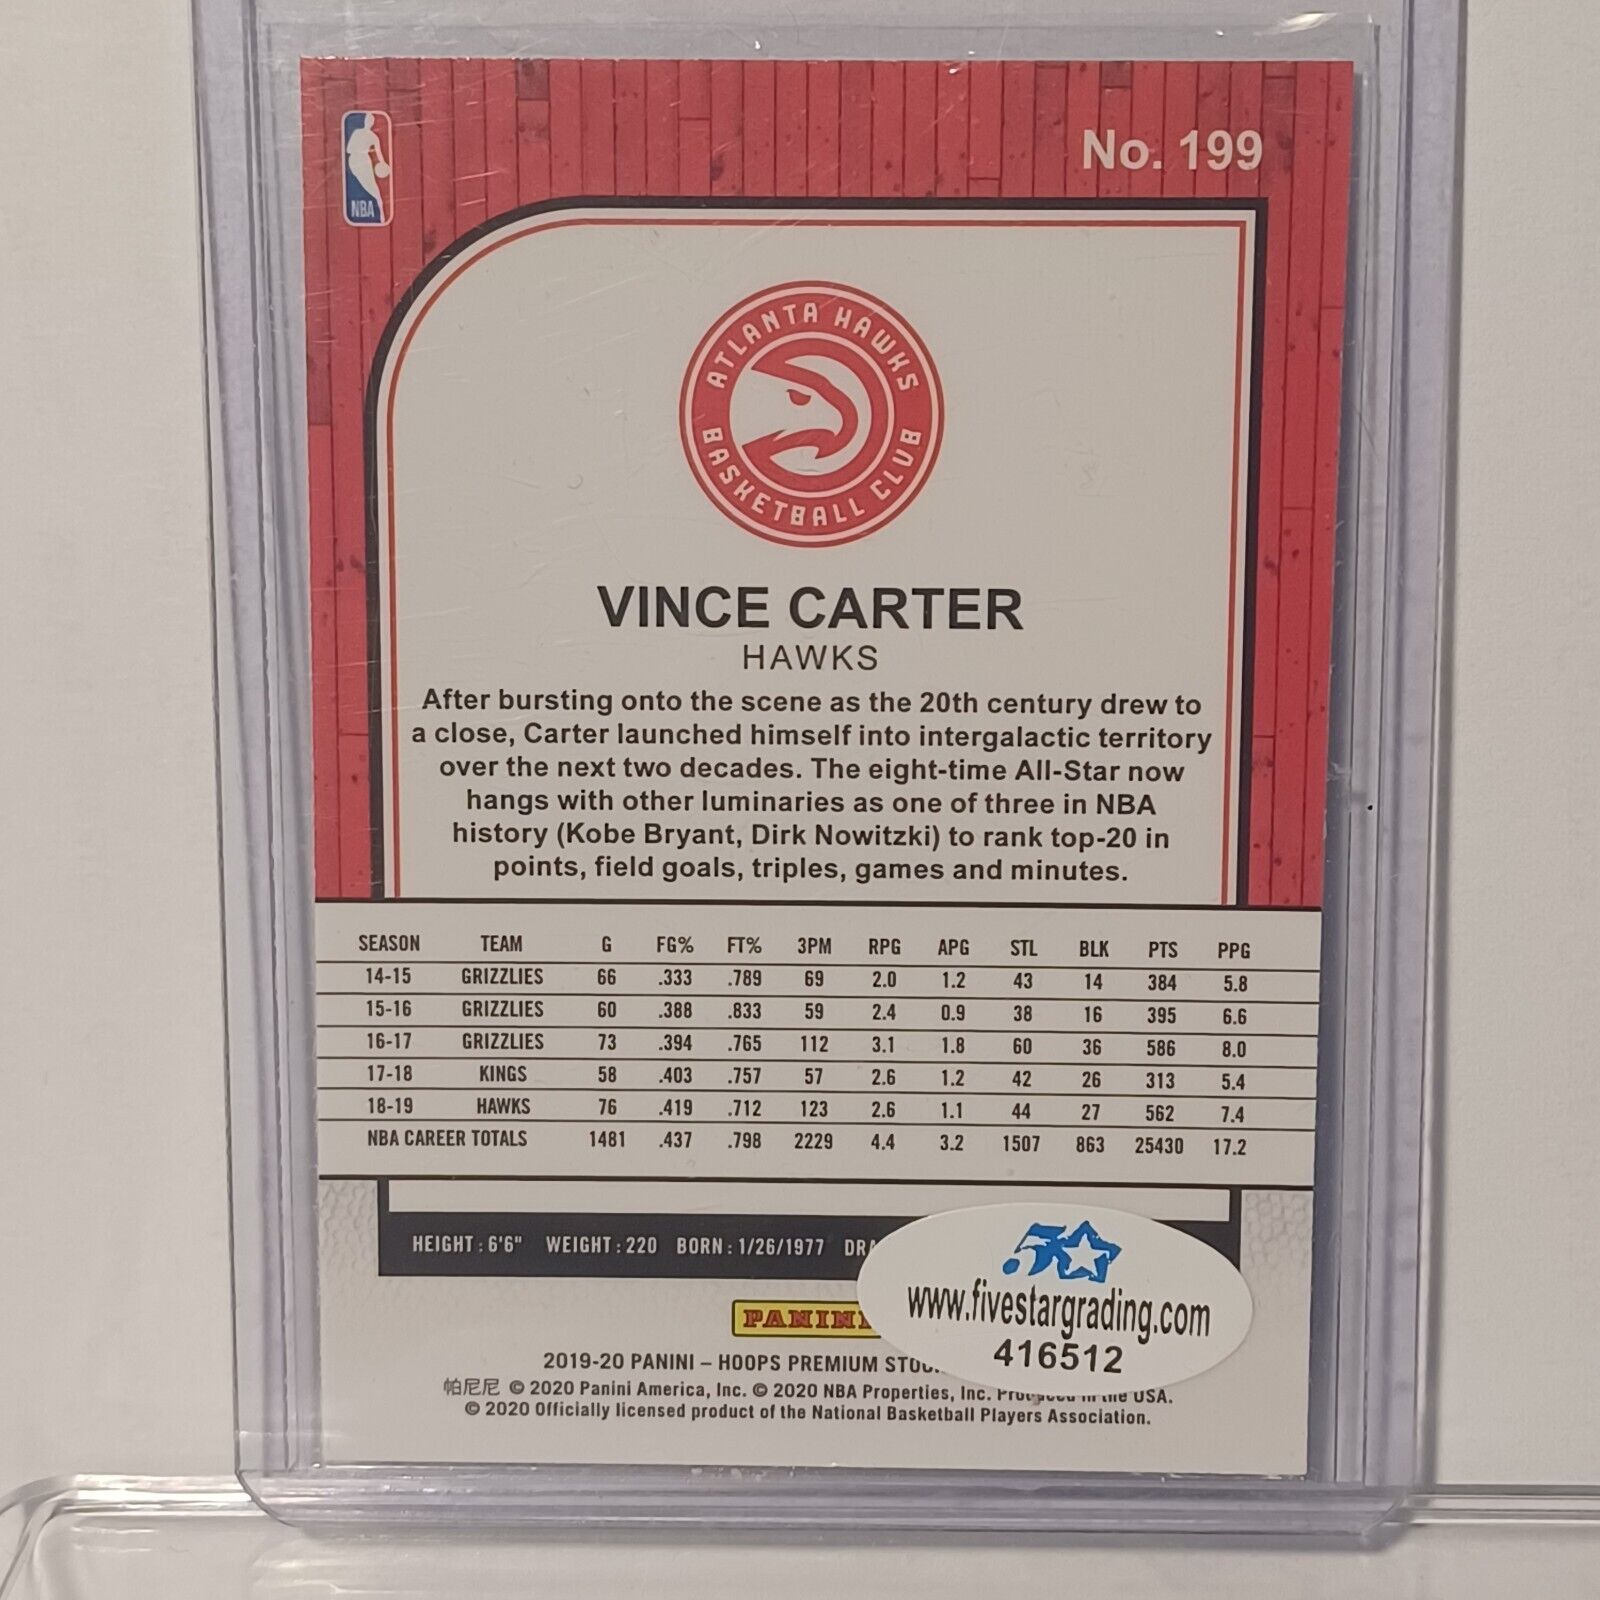 No. 199
NBA
ATLANTA HAWKS
BASKETBALL CLUB
VINCE CARTER
HAWKS
After bursting onto the scene as the 20th century drew to
a close, Carter launched himself into intergalactic territory
over the next two decades. The eight-time All-Star now
hangs with other luminaries as one of three in NBA
history (Kobe Bryant, Dirk Nowitzki) to rank top-20 in
points, field goals, triples, games and minutes.
SEASON TEAM G FG% FT% 3PM RPG APG STL BLK PTS PPG
14-15 GRIZZLIES 66 .333 .789 69 2.0 1.2 43 14 384 5.8
15-16 GRIZZLIES 60 .388 .833 59 2.4 0.9 38 16 395 6.6
16-17 GRIZZLIES 73 .394 .765 112 3.1 1.8 60 36 586 8.0
17-18 KINGS 58 .403 .757 57 2.6 1.2 42 26 313 5.4
18-19 HAWKS 76 .419 .712 123 2.6 1.1 44 27 562 7.4
NBA CAREER TOTALS 1481 .437 .798 2229 4.4 3.2 1507 863 25430 17.2
HEIGHT : 6'6" WEIGHT : 220 BORN : 1/26/1977
www.fivestargrading.com
416512
PANINI
2019-20 PANINI – HOOPS PREMIUM
帕尼尼 © 2020 Panini America, Inc. © 2020 NBA Properties, Inc. Produced in the USA.
© 2020 Officially licensed product of the National Basketball Players Association.